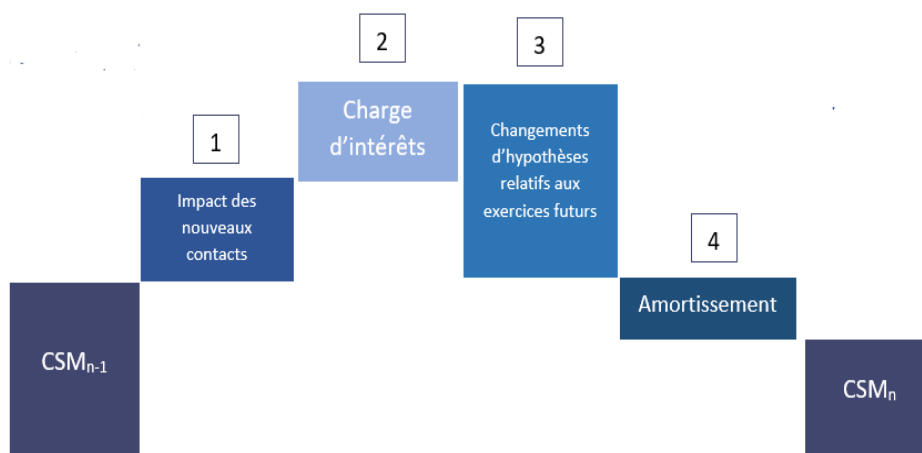 1
2
3
4
Impact des
nouveaux
contacts
Charge
d'intérêts
Changements
d'hypothèses
relatifs aux
exercices futurs
Amortissement
CSMn-1
CSMn